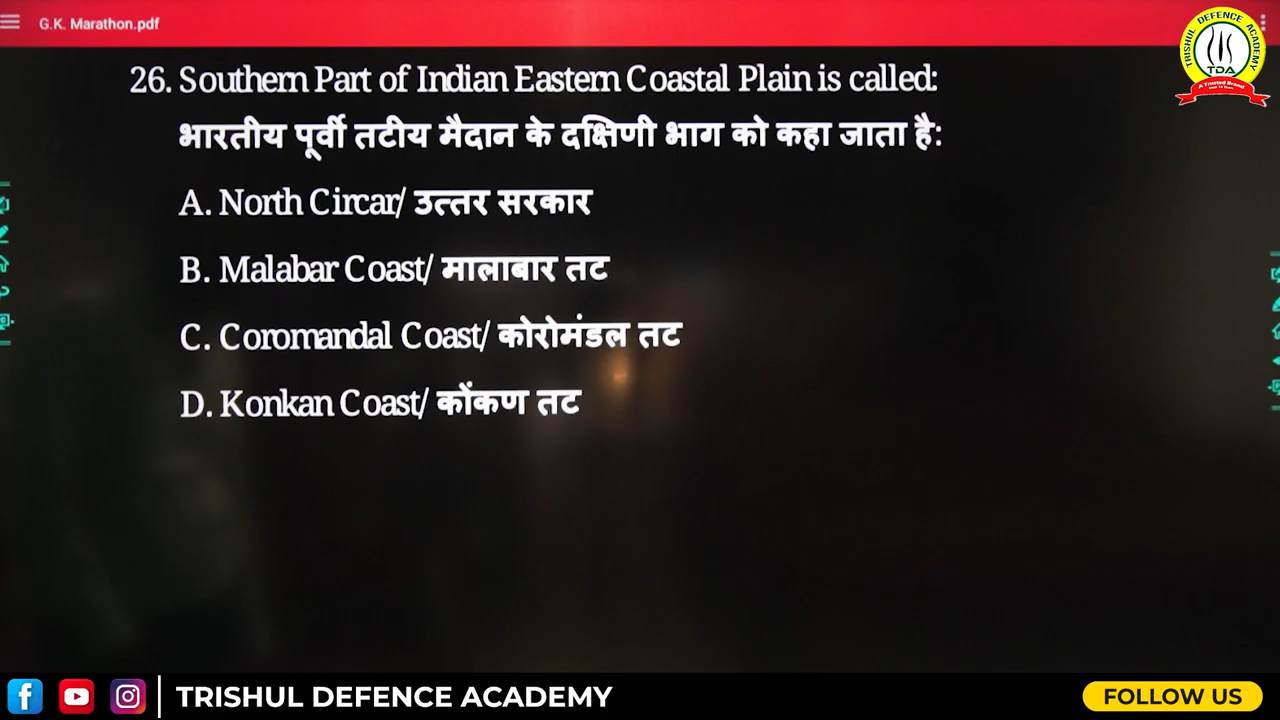 G.K. Marathon.pdf
TRISHUL DEFENCE ACADEMY
TDA
A Trusted Brand
26. Southern Part of Indian Eastern Coastal Plain is called:
भारतीय पूर्वी तटीय मैदान के दक्षिणी भाग को कहा जाता है:
A. North Circar/ उत्तर सरकार
B. Malabar Coast/ मालाबार तट
C. Coromandal Coast/ कोरोमंडल तट
D. Konkan Coast/ कोंकण तट
TRISHUL DEFENCE ACADEMY
FOLLOW US